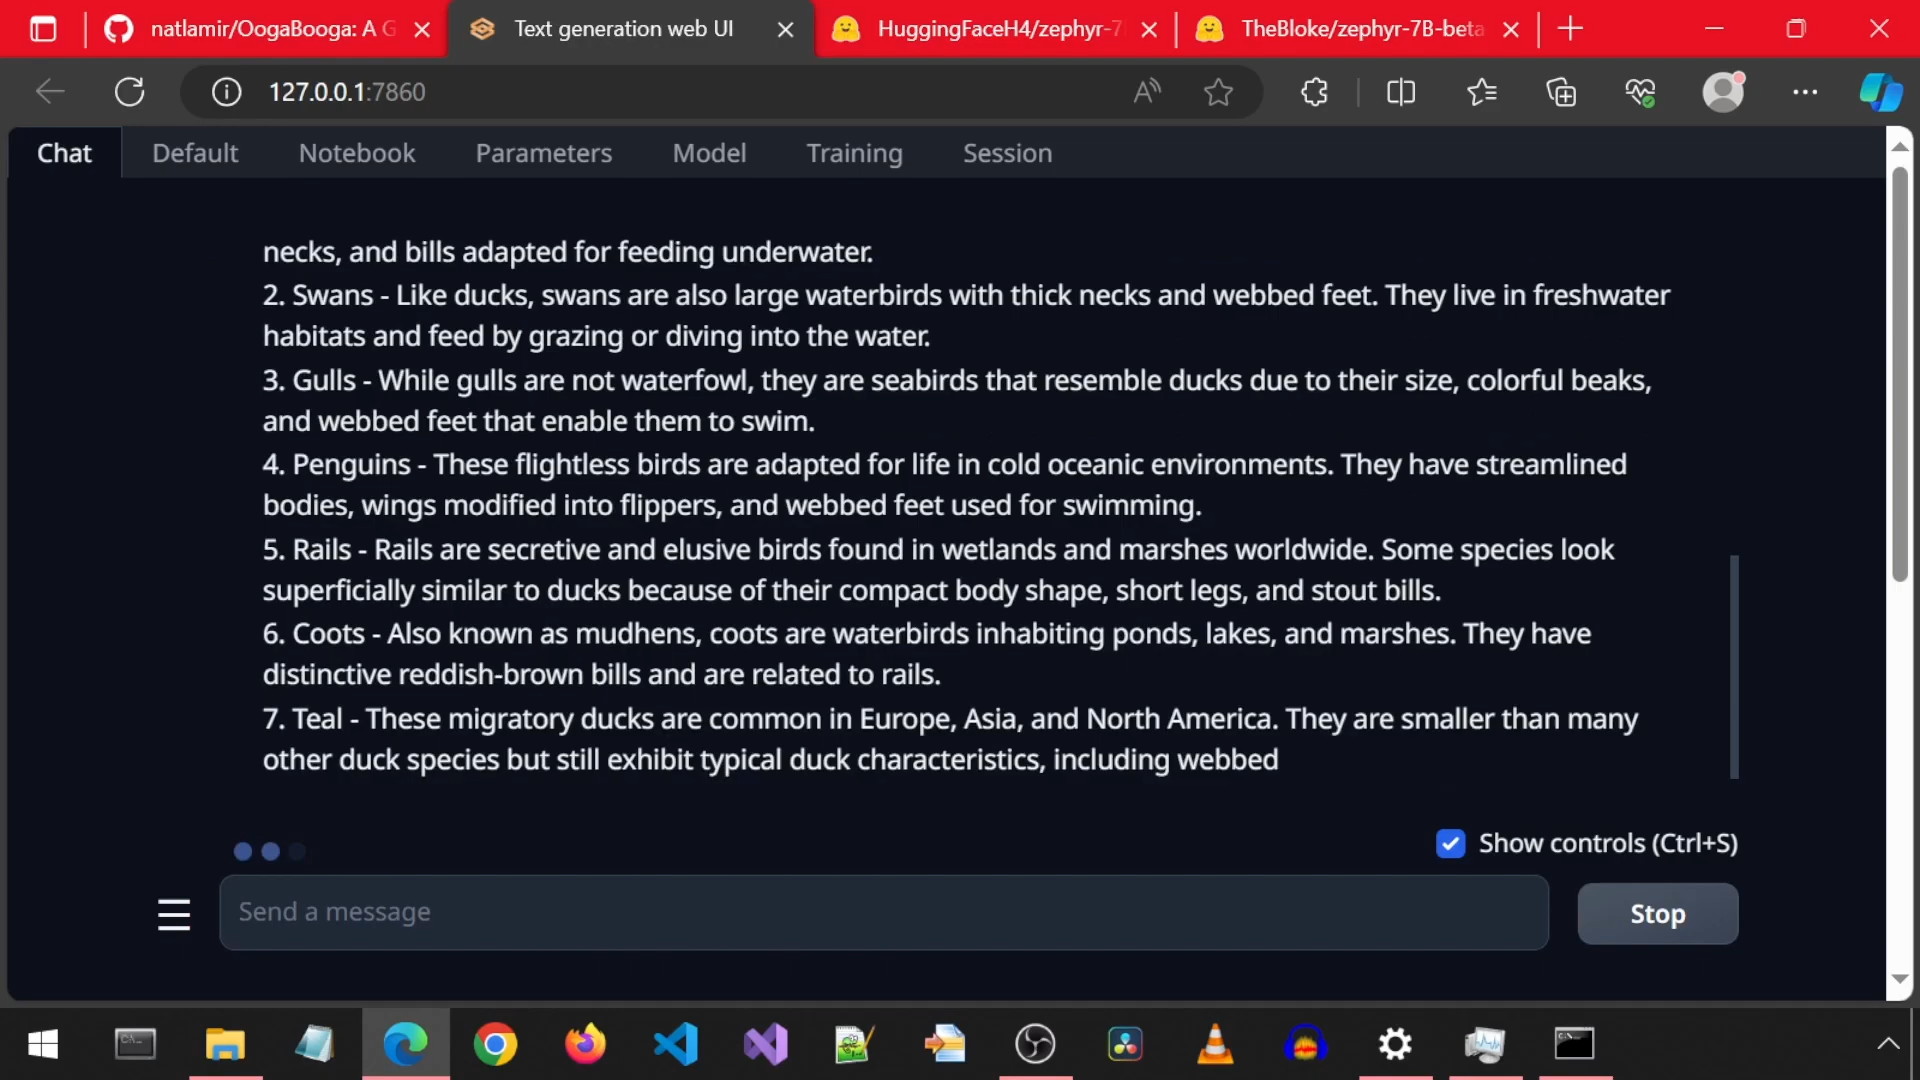 natlamir/OogaBooga: A G
Text generation web UI
HuggingFaceH4/zephyr-7
TheBloke/zephyr-7B-beta
127.0.0.1:7860
Chat
Default
Notebook
Parameters
Model
Training
Session
necks, and bills adapted for feeding underwater.
2. Swans - Like ducks, swans are also large waterbirds with thick necks and webbed feet. They live in freshwater
habitats and feed by grazing or diving into the water.
3. Gulls - While gulls are not waterfowl, they are seabirds that resemble ducks due to their size, colorful beaks,
and webbed feet that enable them to swim.
4. Penguins - These flightless birds are adapted for life in cold oceanic environments. They have streamlined
bodies, wings modified into flippers, and webbed feet used for swimming.
5. Rails - Rails are secretive and elusive birds found in wetlands and marshes worldwide. Some species look
superficially similar to ducks because of their compact body shape, short legs, and stout bills.
6. Coots - Also known as mudhens, coots are waterbirds inhabiting ponds, lakes, and marshes. They have
distinctive reddish-brown bills and are related to rails.
7. Teal - These migratory ducks are common in Europe, Asia, and North America. They are smaller than many
other duck species but still exhibit typical duck characteristics, including webbed
Show controls (Ctrl+S)
Send a message
Stop